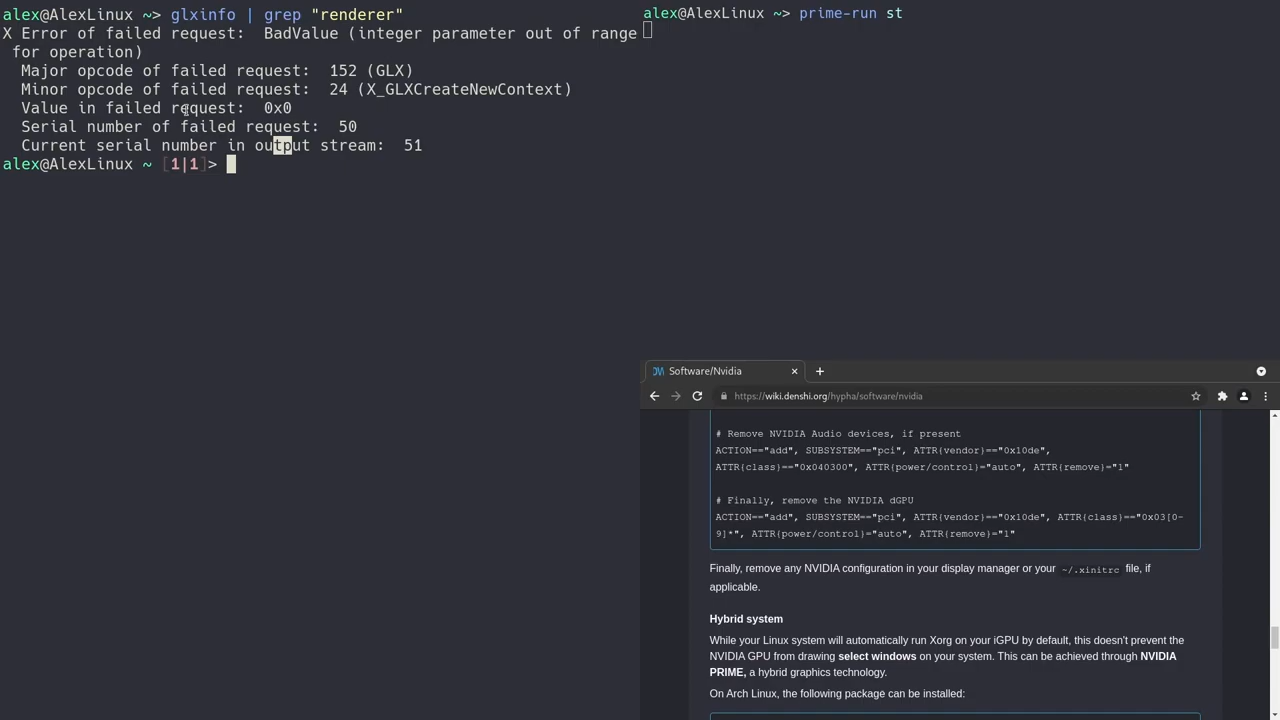 alex@AlexLinux ~> glxinfo | grep "renderer"
X Error of failed request:  BadValue (integer parameter out of range
 for operation)
  Major opcode of failed request:  152 (GLX)
  Minor opcode of failed request:  24 (X_GLXCreateNewContext)
  Value in failed request:  0x0
  Serial number of failed request:  50
  Current serial number in output stream:  51
alex@AlexLinux ~ [1|1]>
alex@AlexLinux ~> prime-run st
Software/Nvidia
https://wiki.denshi.org/hypha/software/nvidia
# Remove NVIDIA Audio devices, if present
ACTION=="add", SUBSYSTEM=="pci", ATTR{vendor}=="0x10de",
ATTR{class}=="0x040300", ATTR{power/control}="auto", ATTR{remove}="1"
# Finally, remove the NVIDIA dGPU
ACTION=="add", SUBSYSTEM=="pci", ATTR{vendor}=="0x10de", ATTR{class}=="0x03[0-
9]*", ATTR{power/control}="auto", ATTR{remove}="1"
Finally, remove any NVIDIA configuration in your display manager or your ~/.xinitrc file, if
applicable.
Hybrid system
While your Linux system will automatically run Xorg on your iGPU by default, this doesn't prevent the
NVIDIA GPU from drawing select windows on your system. This can be achieved through NVIDIA
PRIME, a hybrid graphics technology.
On Arch Linux, the following package can be installed: